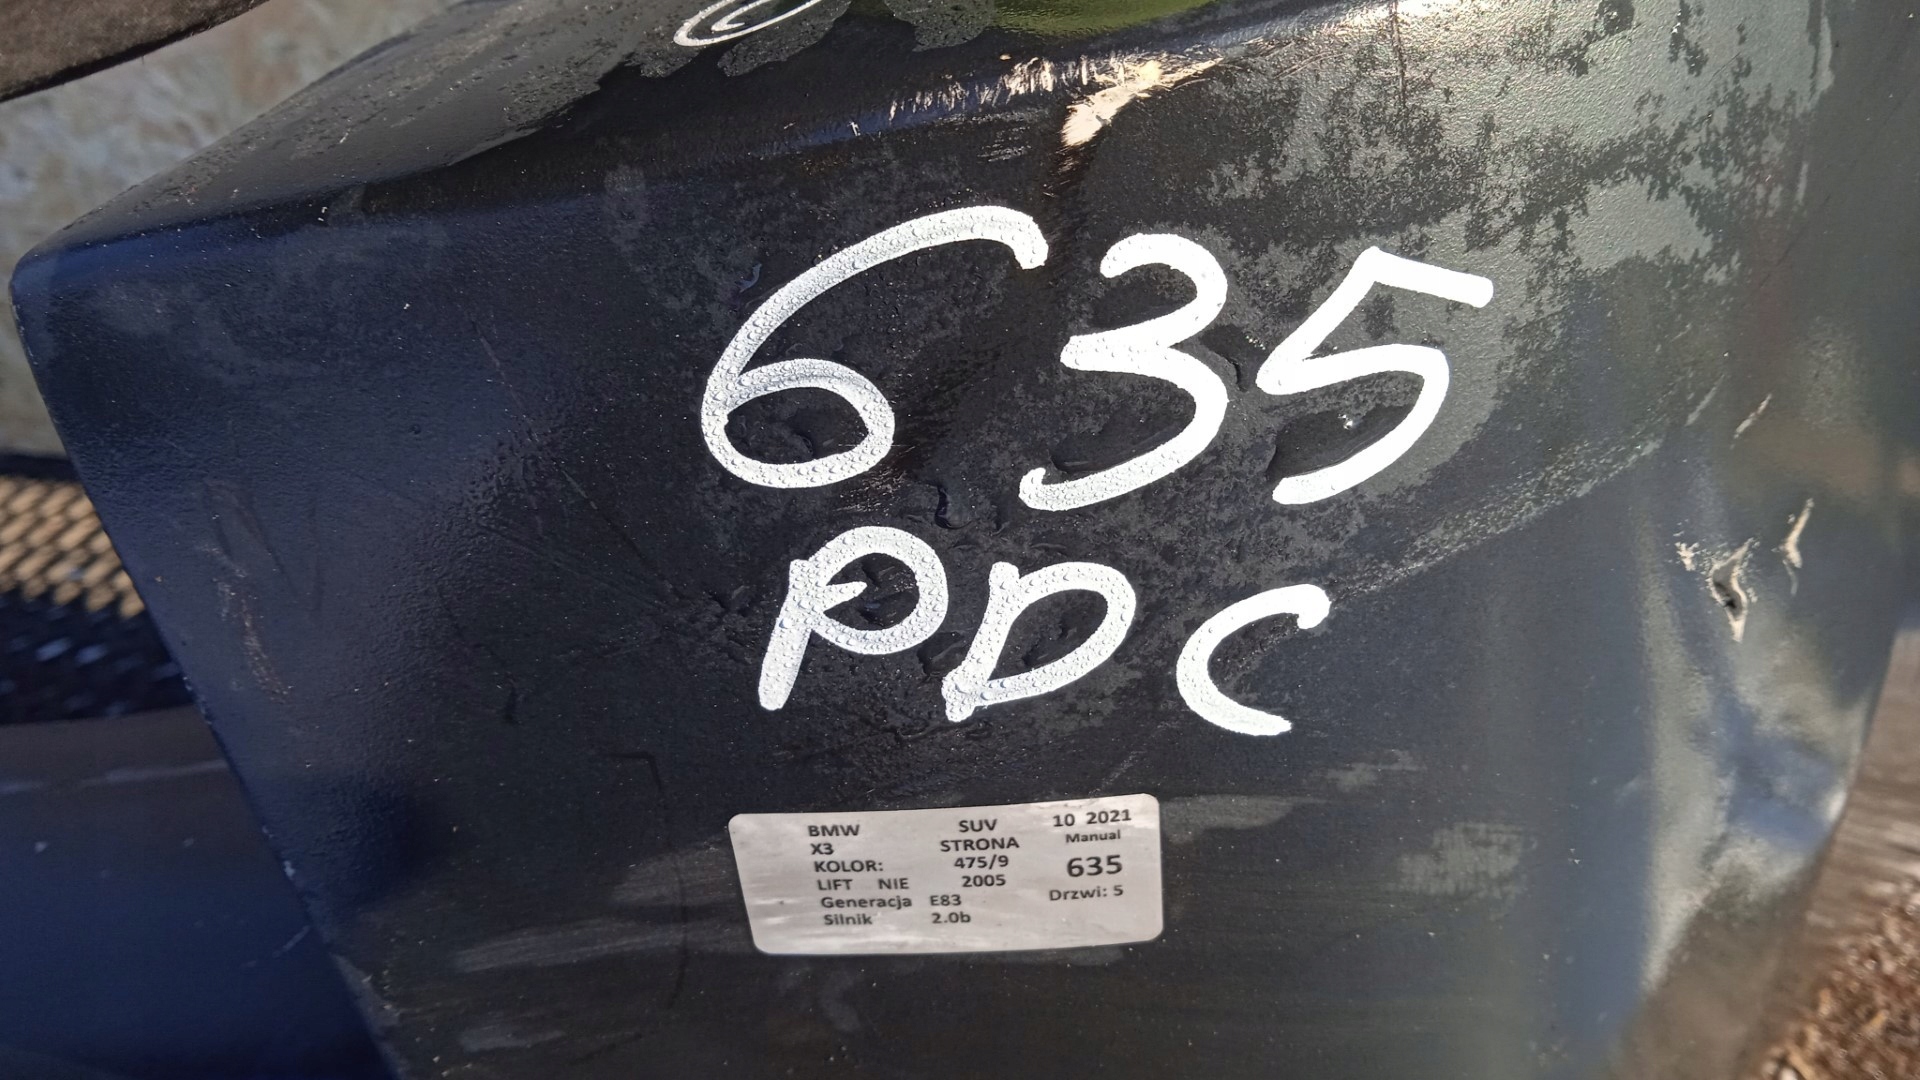 635
PDC
BMW SUV 10 2021
X3 STRONA Manual
KOLOR: 475/9 635
LIFT NIE 2005 Drzwi: 5
Generacja E83
Silnik 2.0b